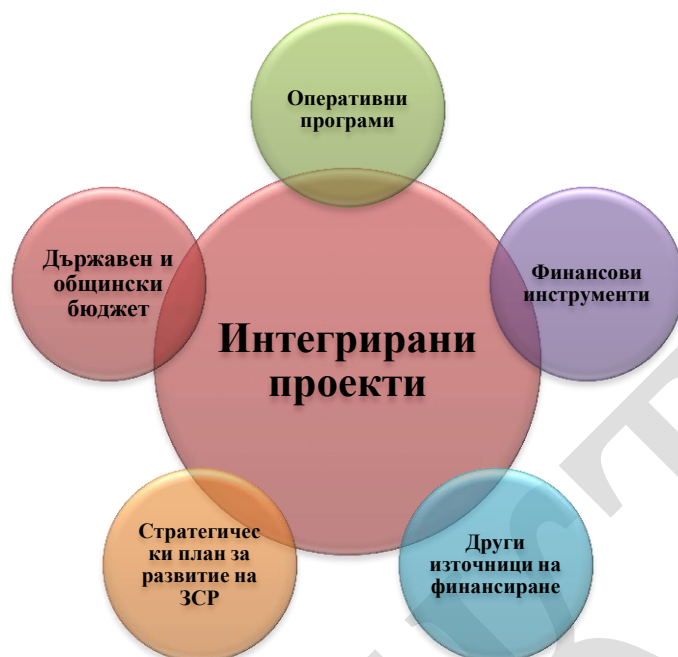 Оперативни
програми
Държавен и
общински
бюджет
Финансови
инструменти
Интегрирани
проекти
Стратегичес
ки план за
развитие на
ЗСР
Други
източници на
финансиране